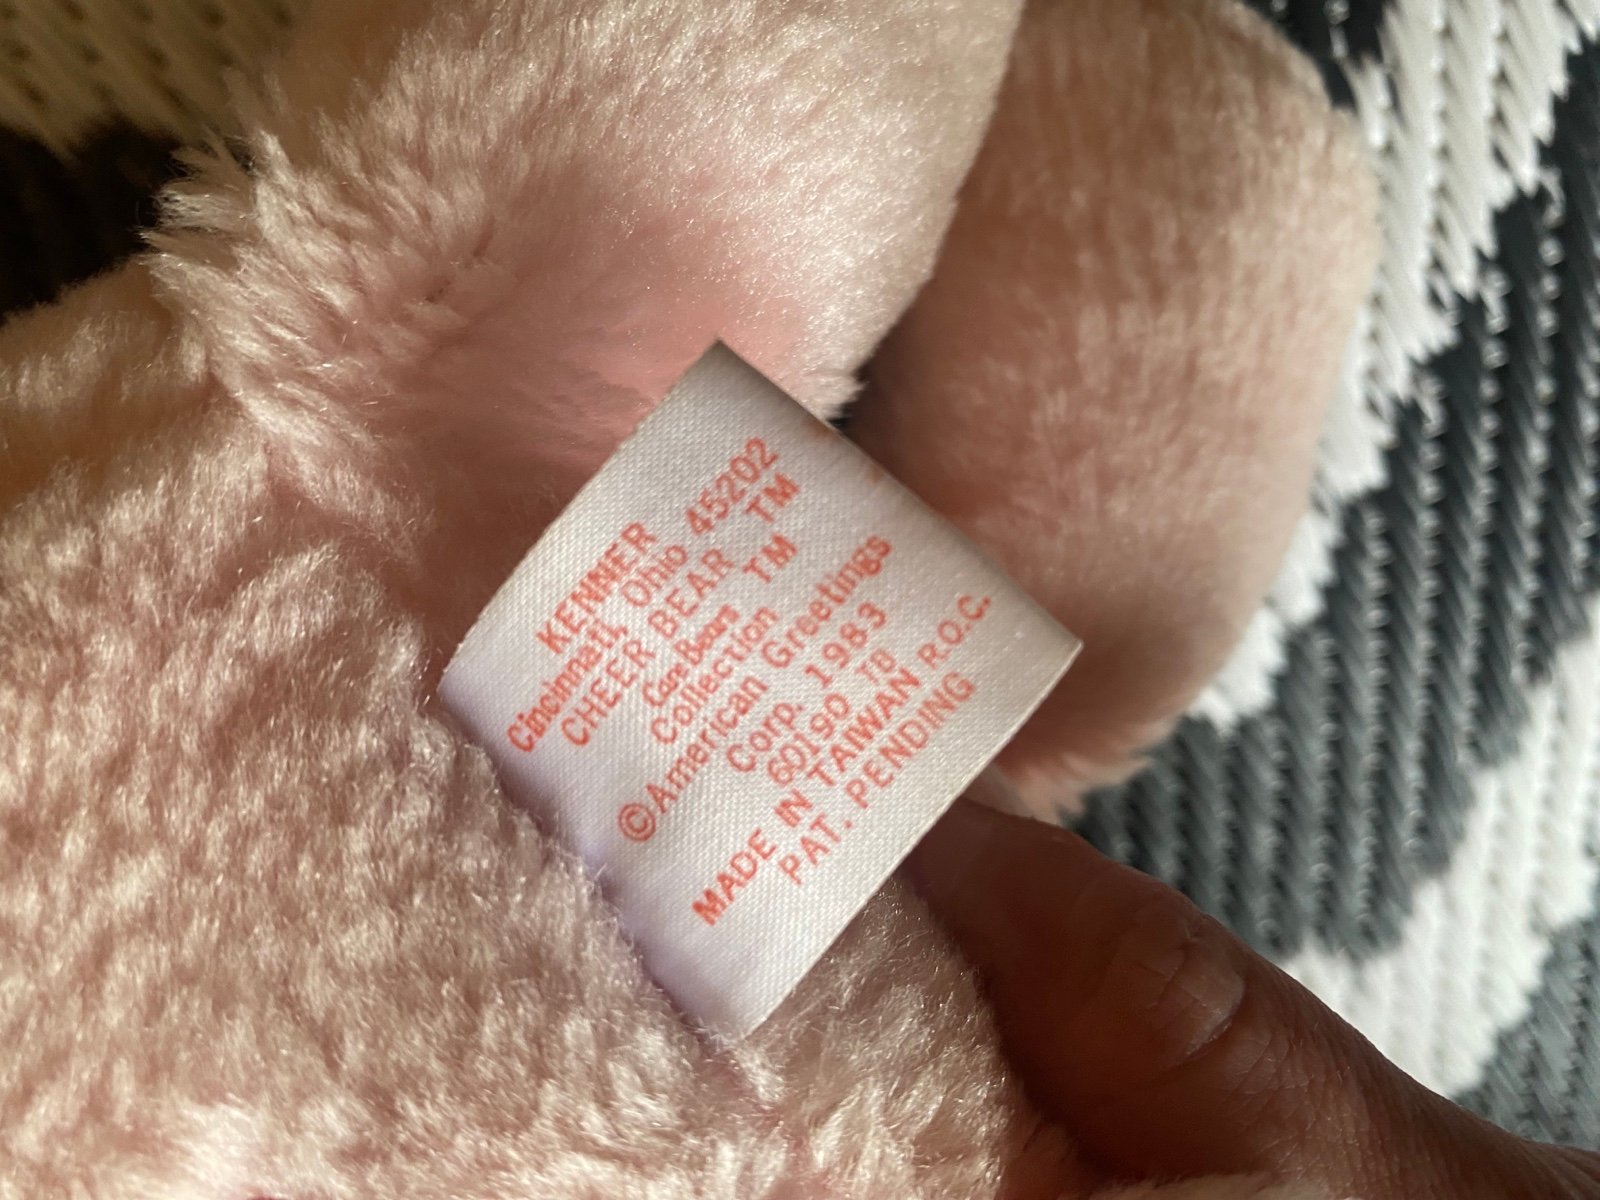 KENNER
Cincinnati, Ohio 45202
CHEER BEAR TM
Care Bears TM
Collection
©American Greetings
Corp. 1983
60190 TD
MADE IN TAIWAN R.O.C.
PAT. PENDING